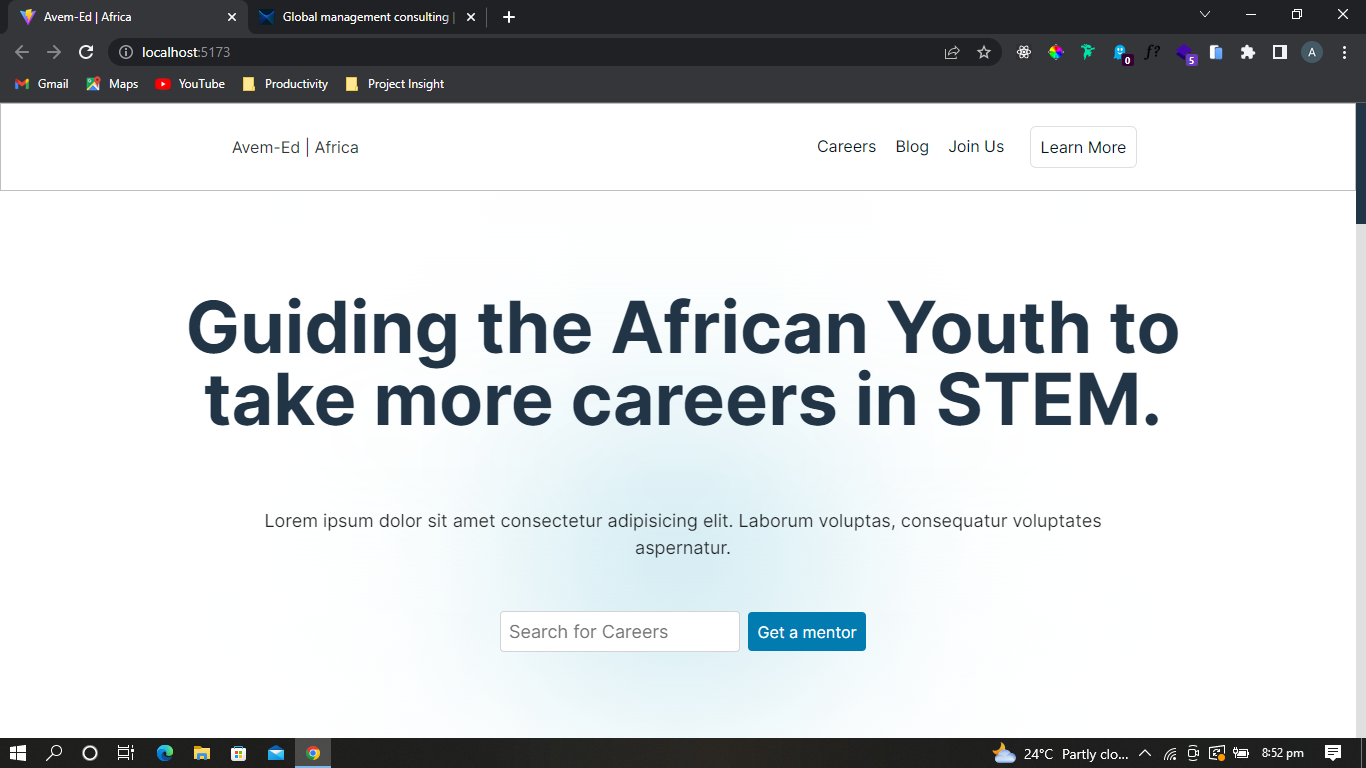 Avem-Ed | Africa
Global management consulting |
localhost:5173
f?
0
5
A
Gmail
Maps
YouTube
Productivity
Project Insight
Avem-Ed | Africa
Careers
Blog
Join Us
Learn More
Guiding the African Youth to
take more careers in STEM.
Lorem ipsum dolor sit amet consectetur adipisicing elit. Laborum voluptas, consequatur voluptates
aspernatur.
Search for Careers
Get a mentor
24°C Partly clo...
8:52 pm